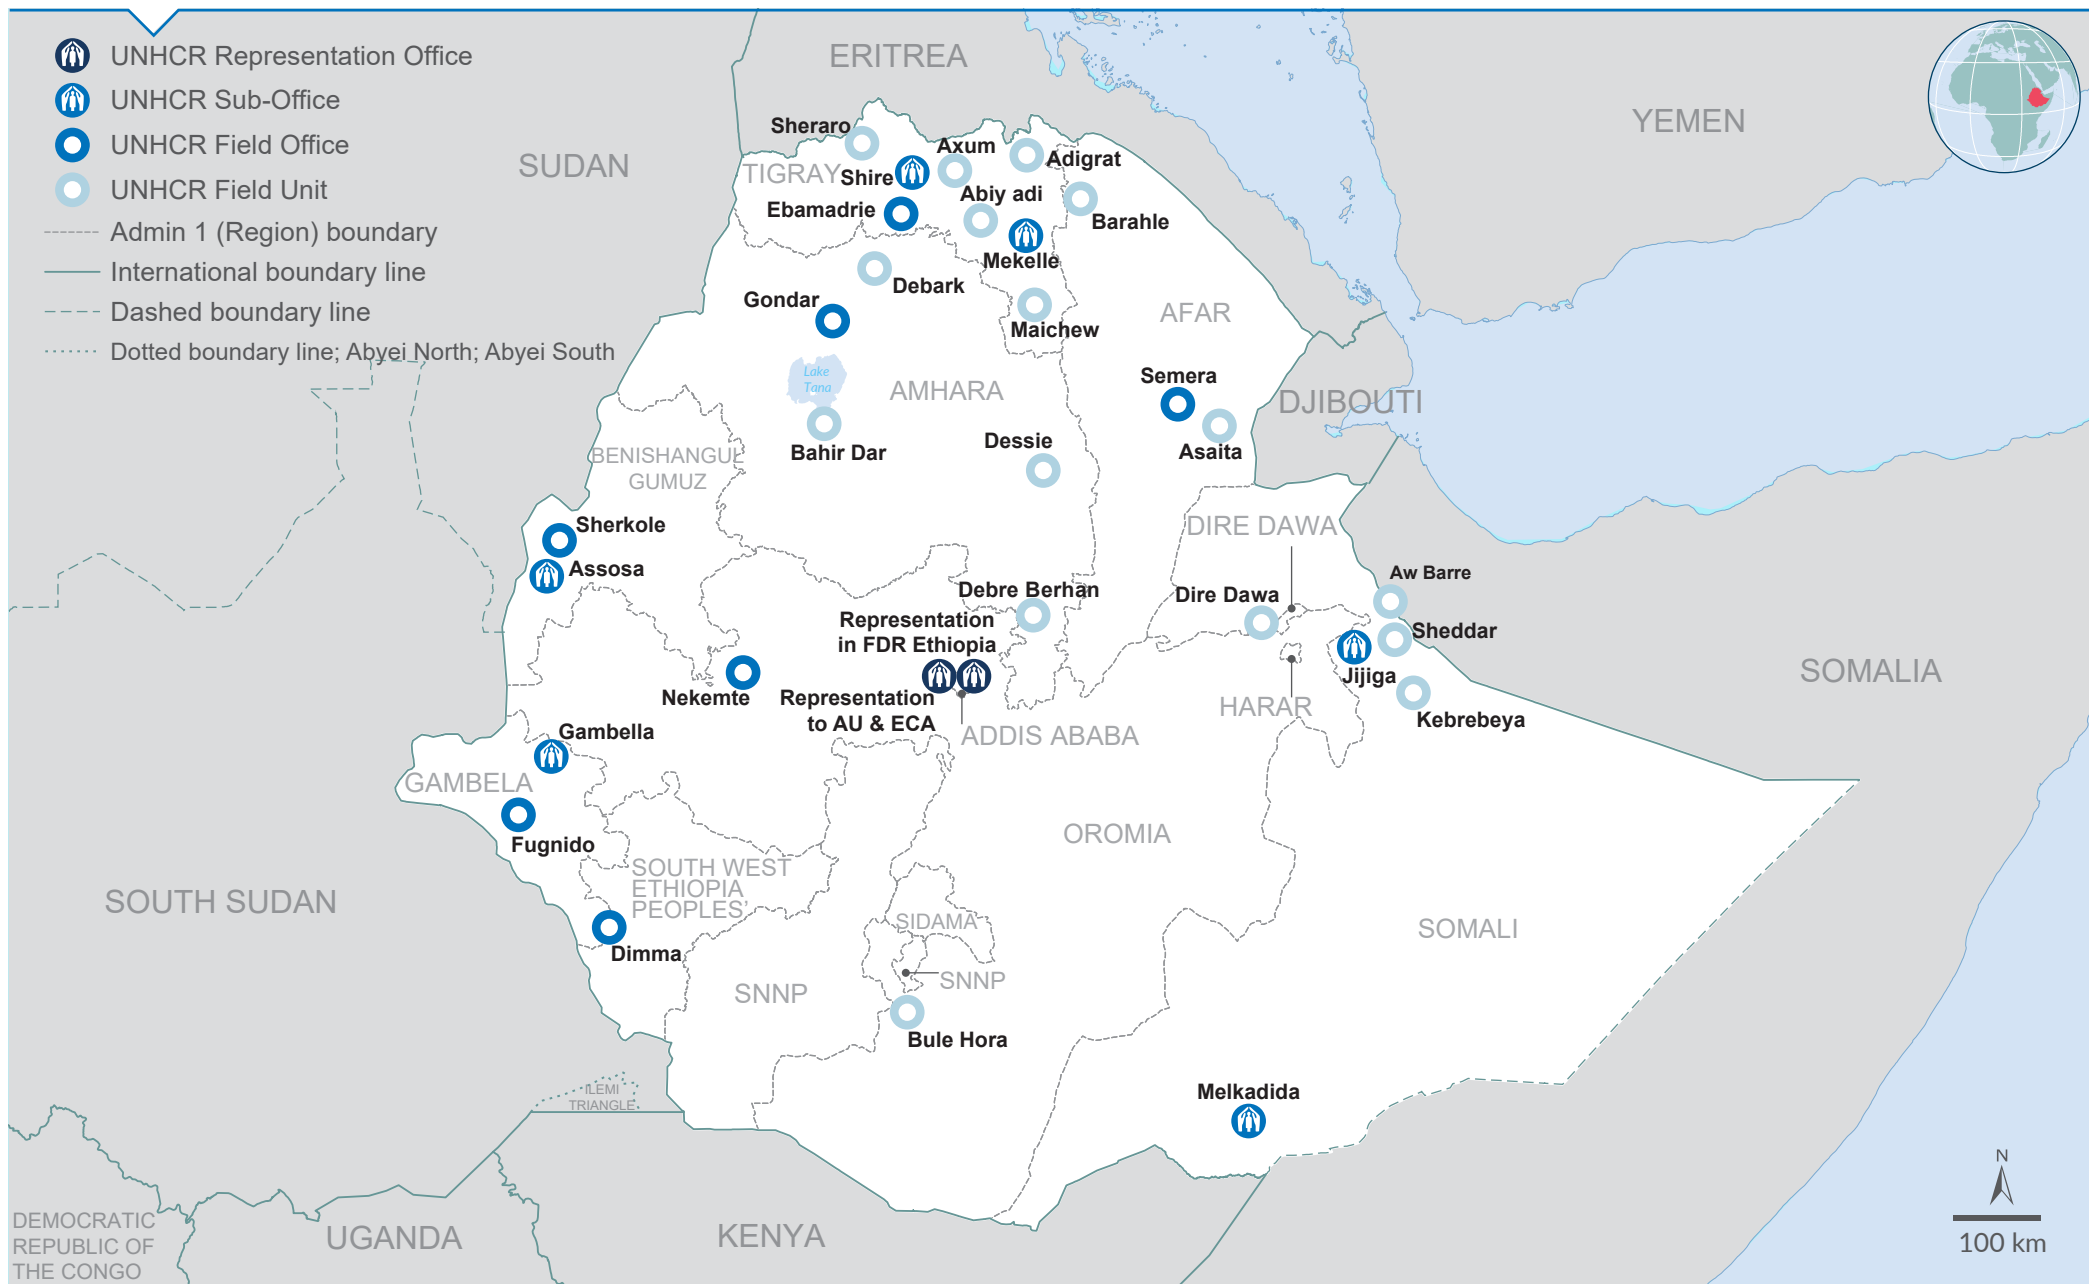 UNHCR Representation Office
UNHCR Sub-Office
UNHCR Field Office
UNHCR Field Unit
Admin 1 (Region) boundary
International boundary line
Dashed boundary line
Dotted boundary line; Abyei North; Abyei South
ERITREA
YEMEN
SUDAN
Sheraro
Axum
Adigrat
TIGRAY
Shire
Abiy adi
Ebamadrie
Barahle
Mekelle
Debark
Gondar
Maichew
AFAR
Lake
Tana
AMHARA
Semera
DJIBOUTI
Bahir Dar
Dessie
Asaita
BENISHANGUL
GUMUZ
Sherkole
DIRE DAWA
Assosa
Aw Barre
Debre Berhan
Dire Dawa
Representation
in FDR Ethiopia
Sheddar
Jijiga
SOMALIA
Nekemte
Representation
to AU & ECA
HARAR
Kebrebeya
Gambella
ADDIS ABABA
GAMBELA
Fugnido
OROMIA
SOUTH WEST
ETHIOPIA
PEOPLES'
SOUTH SUDAN
SIDAMA
SOMALI
Dimma
SNNP
SNNP
Bule Hora
ILEMI
TRIANGLE
Melkadida
N
100 km
DEMOCRATIC
REPUBLIC OF
THE CONGO
UGANDA
KENYA